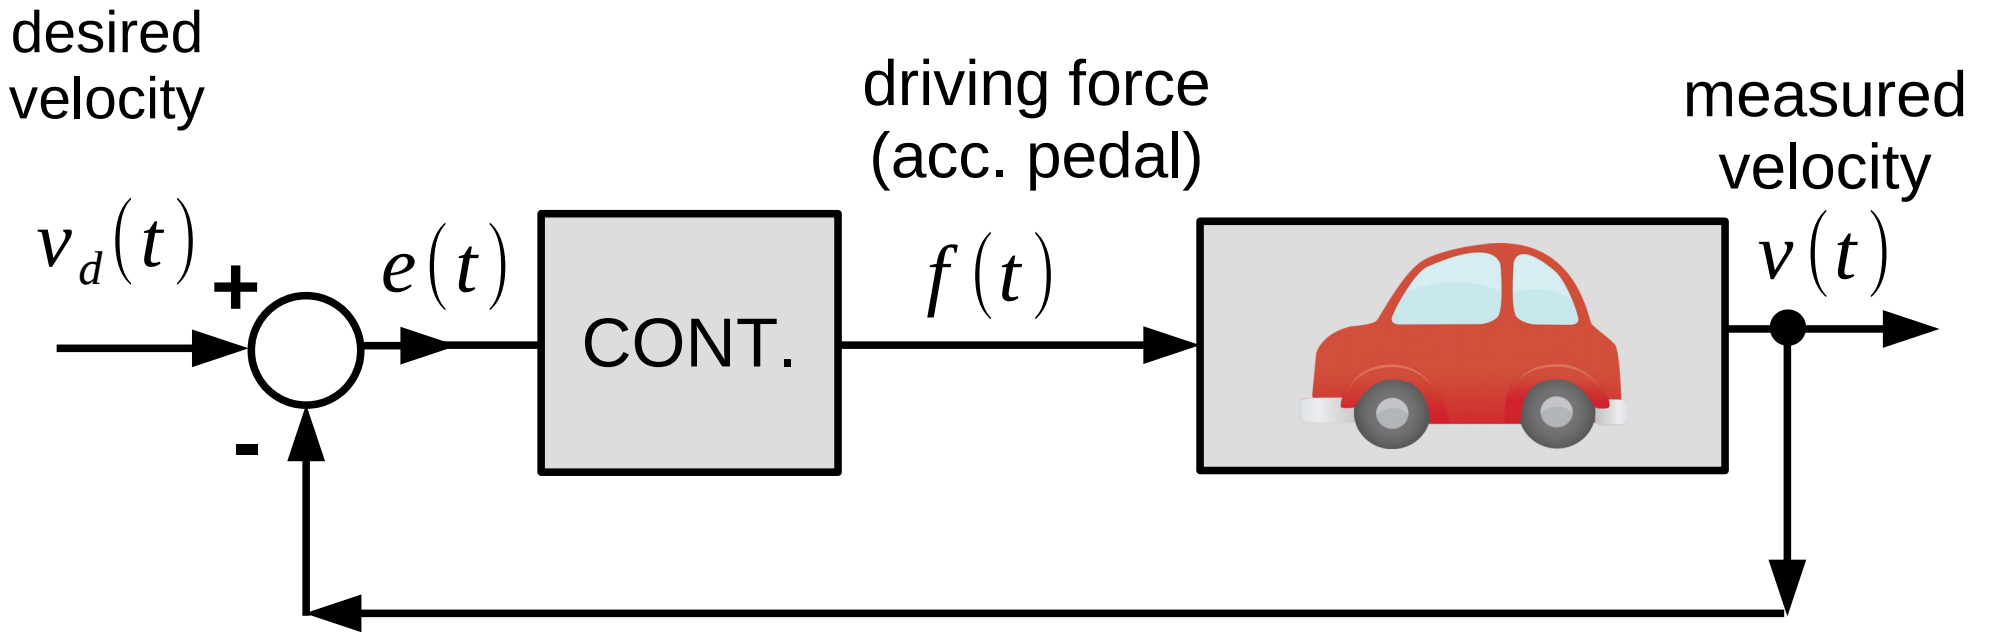 desired
velocity
driving force
(acc. pedal)
measured
velocity
v_d(t)
+
e(t)
f(t)
v(t)
CONT.
-